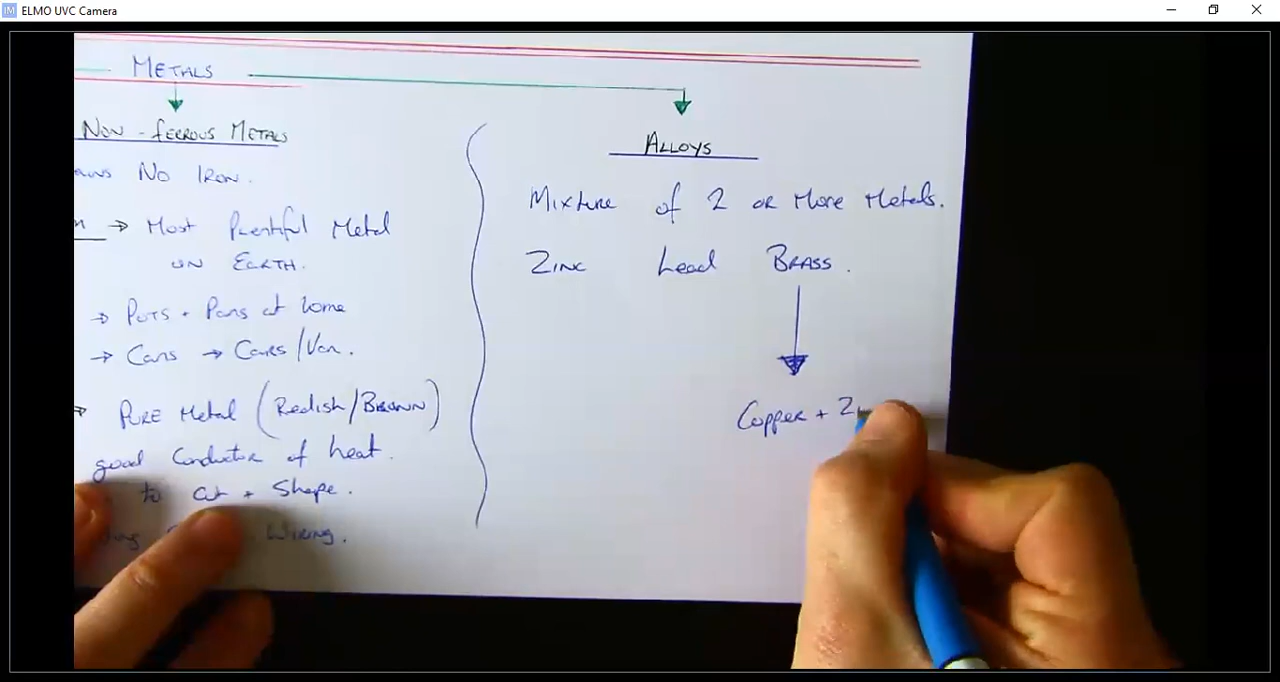 ELMO UVC Camera
METALS
NON-FERROUS METALS
ains No IRON.
→ Most Plentiful Metal
ON EARTH.
→ POTS + Pans at home
→ Cans → Cars/Van.
PURE Metal (Redish/BROWN)
good Conductor of heat.
to cut + Shape.
Wiring.
ALLOYS
Mixture of 2 OR More Metals.
ZINC Lead BRASS.
Copper +